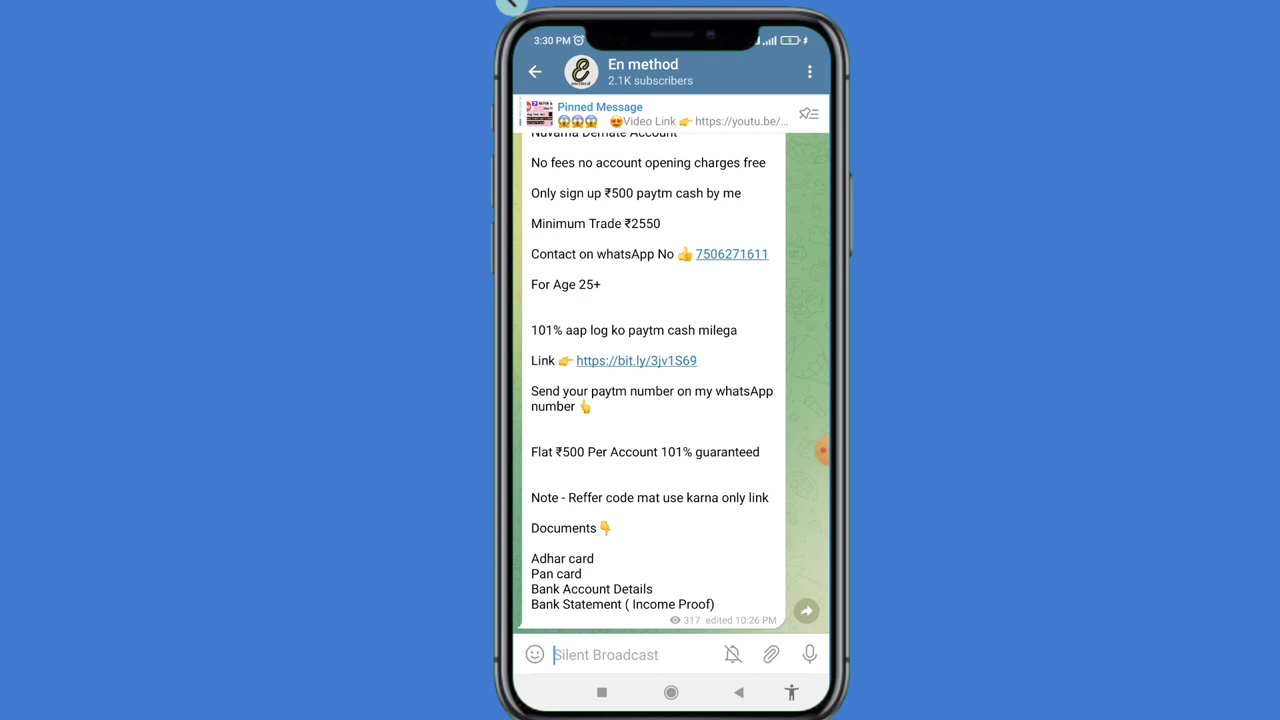 3:30 PM
9
En method
2.1K subscribers
Pinned Message
😱😱😱 😍Video Link 👉 https://youtu.be/...
Nuvama Demate Account
No fees no account opening charges free
Only sign up ₹500 paytm cash by me
Minimum Trade ₹2550
Contact on whatsApp No 👍 7506271611
For Age 25+
101% aap log ko paytm cash milega
Link 👉 https://bit.ly/3jv1S69
Send your paytm number on my whatsApp
number 👆
Flat ₹500 Per Account 101% guaranteed
Note - Reffer code mat use karna only link
Documents 👇
Adhar card
Pan card
Bank Account Details
Bank Statement ( Income Proof)
317 edited 10:26 PM
Silent Broadcast